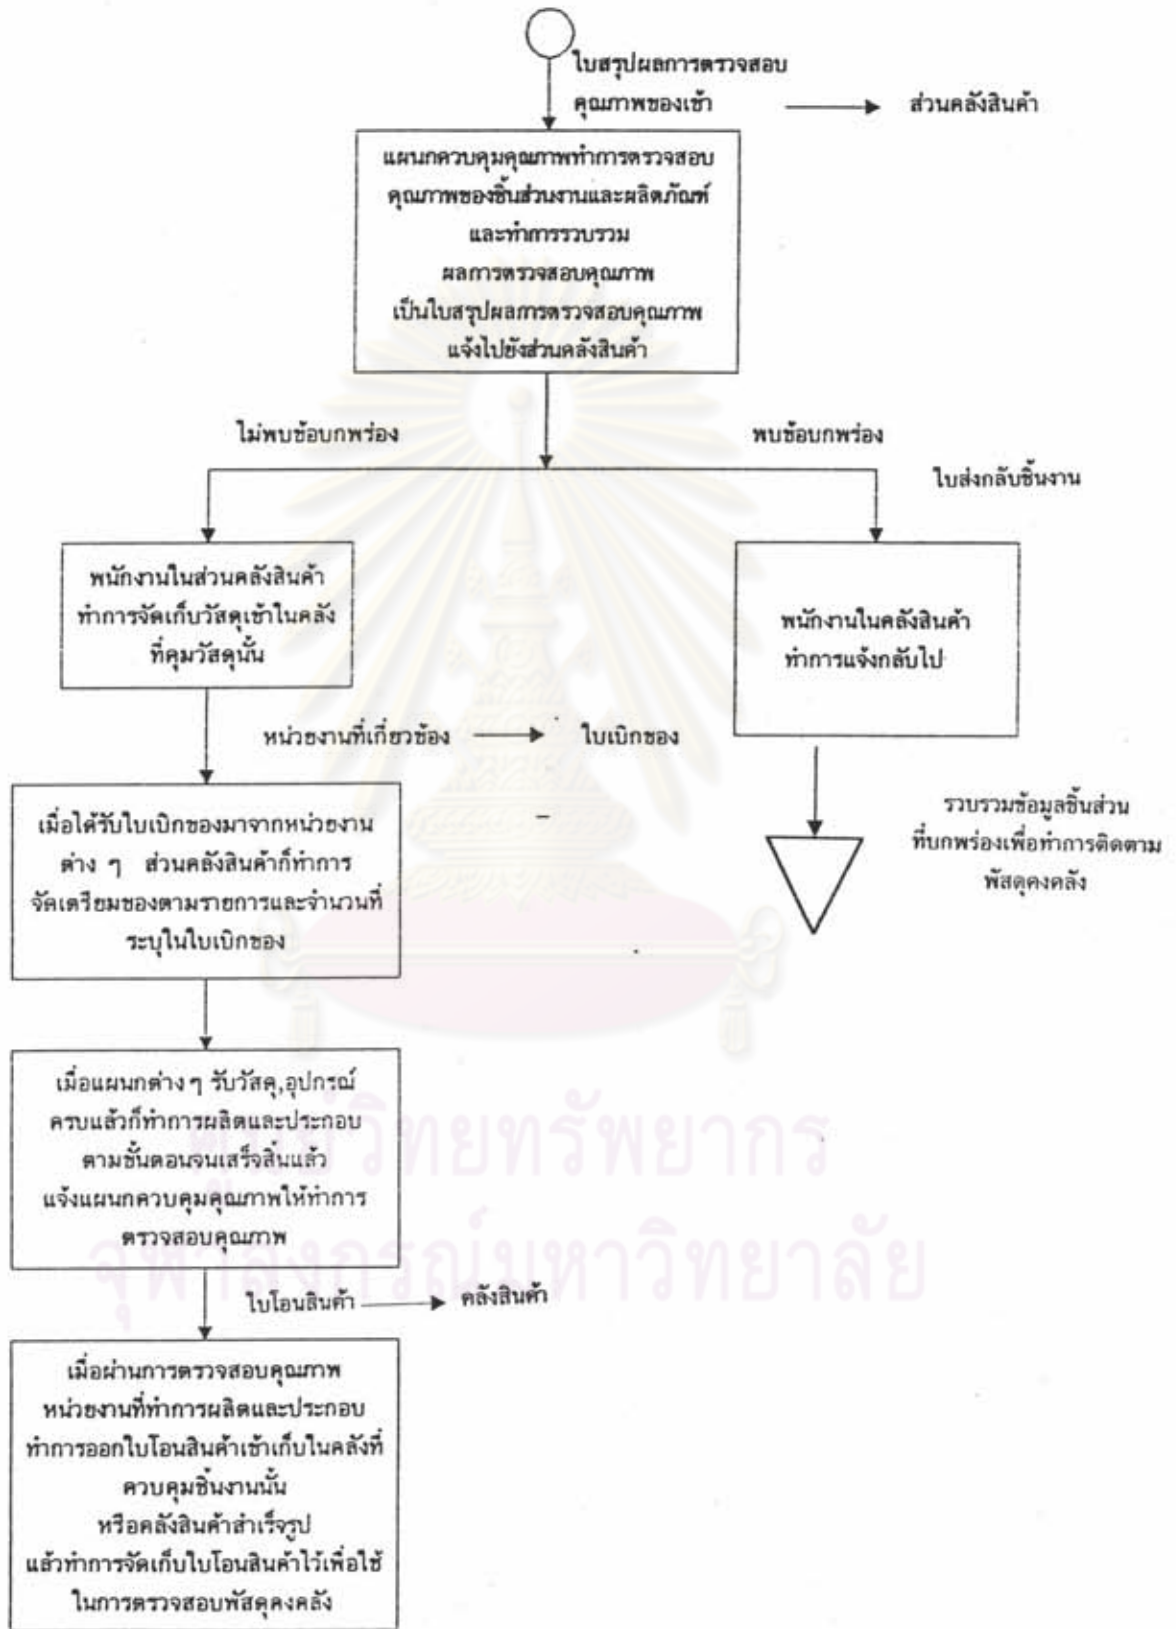 ใบสรุปผลการตรวจสอบ
คุณภาพของเข้า
ส่วนคลังสินค้า
แผนกควบคุมคุณภาพทำการตรวจสอบ
คุณภาพของชิ้นส่วนงานและผลิตภัณฑ์
และทำการรวบรวม
ผลการตรวจสอบคุณภาพ
เป็นใบสรุปผลการตรวจสอบคุณภาพ
แจ้งไปยังส่วนคลังสินค้า
ไม่พบข้อบกพร่อง
พบข้อบกพร่อง
ใบส่งกลับชิ้นงาน
พนักงานในส่วนคลังสินค้า
ทำการจัดเก็บวัสดุเข้าในคลัง
ที่คุมวัสดุนั้น
พนักงานในคลังสินค้า
ทำการแจ้งกลับไป
หน่วยงานที่เกี่ยวข้อง
ใบเบิกของ
เมื่อได้รับใบเบิกของมาจากหน่วยงาน
ต่าง ๆ ส่วนคลังสินค้าก็ทำการ
จัดเตรียมของตามรายการและจำนวนที่
ระบุในใบเบิกของ
รวบรวมข้อมูลชิ้นส่วน
ที่บกพร่องเพื่อทำการติดตาม
พัสดุคงคลัง
เมื่อแผนกต่าง ๆ รับวัสดุ,อุปกรณ์
ครบแล้วก็ทำการผลิตและประกอบ
ตามขั้นตอนจนเสร็จสิ้นแล้ว
แจ้งแผนกควบคุมคุณภาพให้ทำการ
ตรวจสอบคุณภาพ
ศูนย์วิทยทรัพยากร
จุฬาลงกรณ์มหาวิทยาลัย
ใบโอนสินค้า
คลังสินค้า
เมื่อผ่านการตรวจสอบคุณภาพ
หน่วยงานที่ทำการผลิตและประกอบ
ทำการออกใบโอนสินค้าเข้าเก็บในคลังที่
ควบคุมชิ้นงานนั้น
หรือคลังสินค้าสำเร็จรูป
แล้วทำการจัดเก็บใบโอนสินค้าไว้เพื่อใช้
ในการตรวจสอบพัสดุคงคลัง